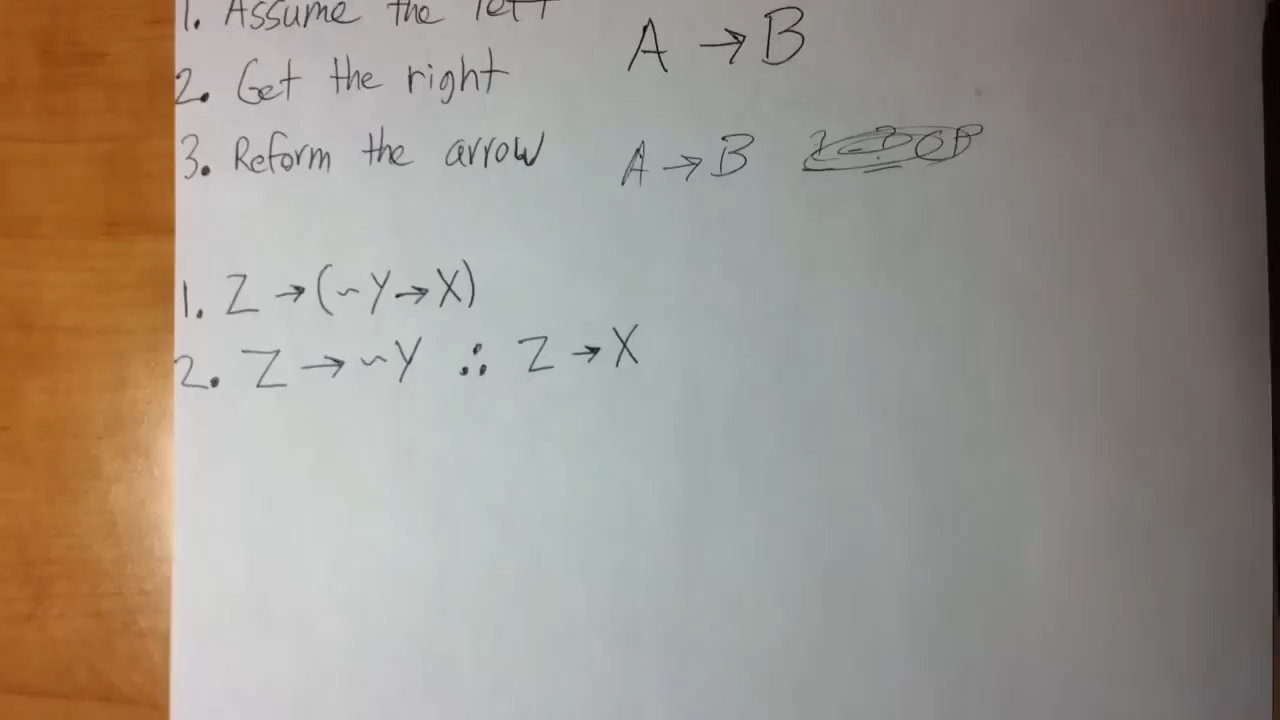 1. Assume the left
2. Get the right A → B
3. Reform the arrow A → B
1. Z → (~Y → X)
2. Z → ~Y ∴ Z → X